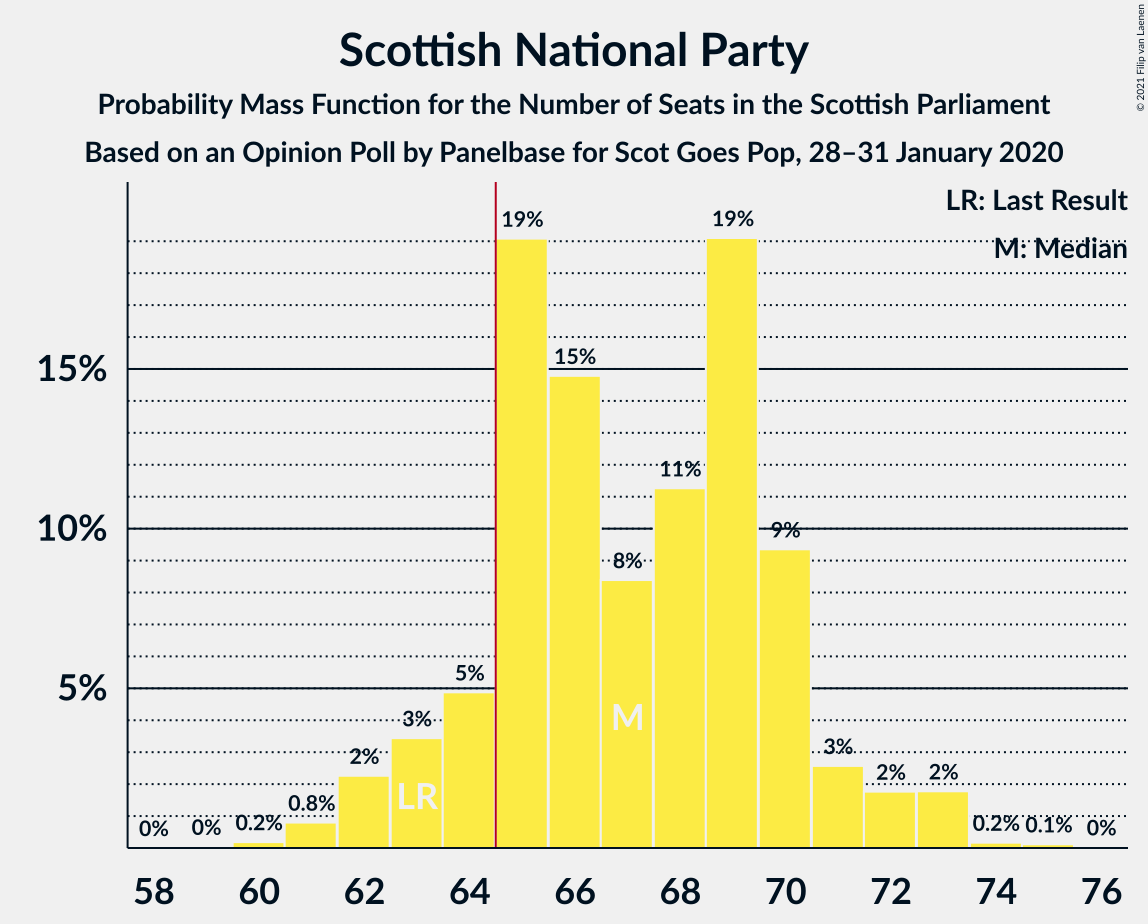 Scottish National Party
Probability Mass Function for the Number of Seats in the Scottish Parliament
Based on an Opinion Poll by Panelbase for Scot Goes Pop, 28–31 January 2020
© 2021 Filip van Laenen
LR: Last Result
M: Median
19% 19%
15% 15%
11%
10% 9%
8%
5% 5%
3% 3%
2% 2% 2%
M
LR
0% 0% 0.2% 0.8% 0.2% 0.1% 0%
58 60 62 64 66 68 70 72 74 76